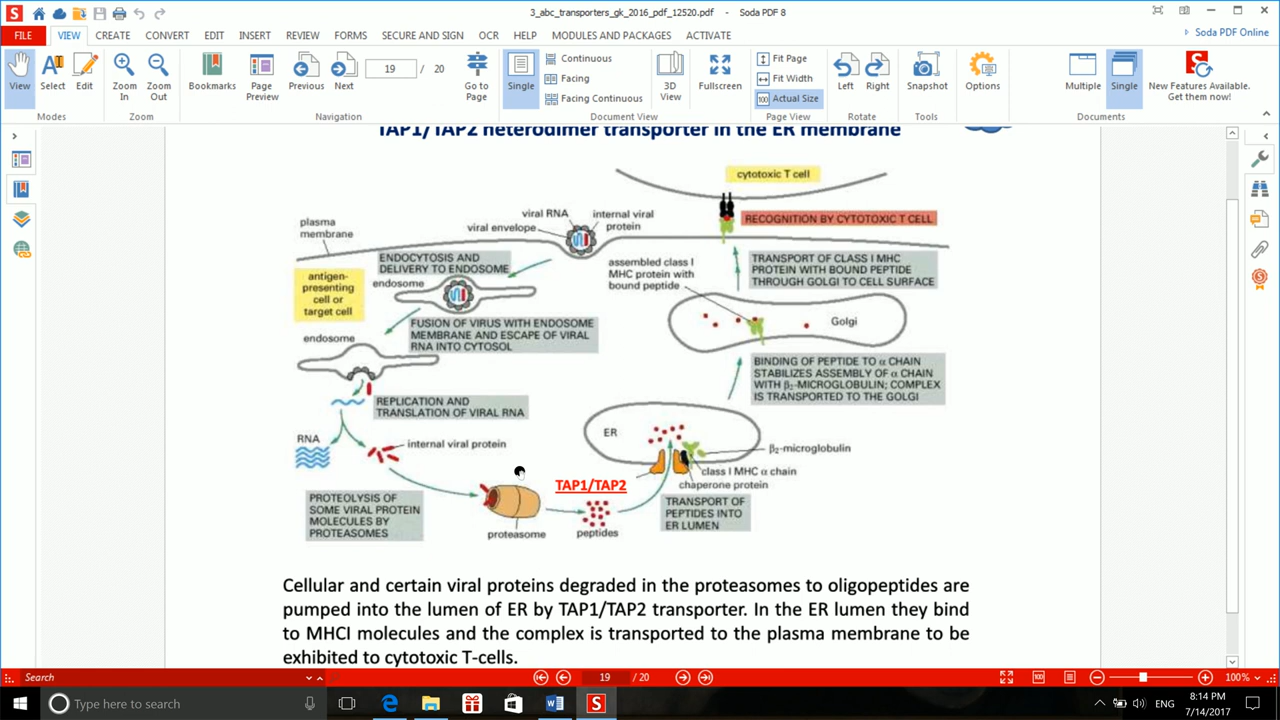 3_abc_transporters_gk_2016_pdf_12520.pdf - Soda PDF 8
FILE VIEW CREATE CONVERT EDIT INSERT REVIEW FORMS SECURE AND SIGN OCR HELP MODULES AND PACKAGES ACTIVATE
Soda PDF Online
View Select Edit
Modes
Zoom In
Zoom Out
Zoom
Bookmarks
Page Preview
Previous
Next
19 / 20
Navigation
Go to Page
Single
Continuous
Facing
Facing Continuous
Document View
3D View
Fullscreen
Fit Page
Fit Width
100 Actual Size
Page View
Left Right
Rotate
Snapshot
Tools
Options
Multiple Single
Documents
New Features Available.
Get them now!
TAP1/TAP2 heterodimer transporter in the ER membrane
cytotoxic T cell
RECOGNITION BY CYTOTOXIC T CELL
viral RNA
internal viral
protein
viral envelope
plasma
membrane
ENDOCYTOSIS AND
DELIVERY TO ENDOSOME
endosome
antigen-
presenting
cell or
target cell
assembled class I
MHC protein with
bound peptide
TRANSPORT OF CLASS I MHC
PROTEIN WITH BOUND PEPTIDE
THROUGH GOLGI TO CELL SURFACE
Golgi
FUSION OF VIRUS WITH ENDOSOME
MEMBRANE AND ESCAPE OF VIRAL
RNA INTO CYTOSOL
endosome
BINDING OF PEPTIDE TO α CHAIN
STABILIZES ASSEMBLY OF α CHAIN
WITH β₂-MICROGLOBULIN; COMPLEX
IS TRANSPORTED TO THE GOLGI
REPLICATION AND
TRANSLATION OF VIRAL RNA
RNA
internal viral protein
ER
β₂-microglobulin
class I MHC α chain
chaperone protein
TAP1/TAP2
PROTEOLYSIS OF
SOME VIRAL PROTEIN
MOLECULES BY
PROTEASOMES
proteasome
peptides
TRANSPORT OF
PEPTIDES INTO
ER LUMEN
Cellular and certain viral proteins degraded in the proteasomes to oligopeptides are
pumped into the lumen of ER by TAP1/TAP2 transporter. In the ER lumen they bind
to MHCI molecules and the complex is transported to the plasma membrane to be
exhibited to cytotoxic T-cells.
Search
19 / 20
100%
Type here to search
ENG
8:14 PM
7/14/2017